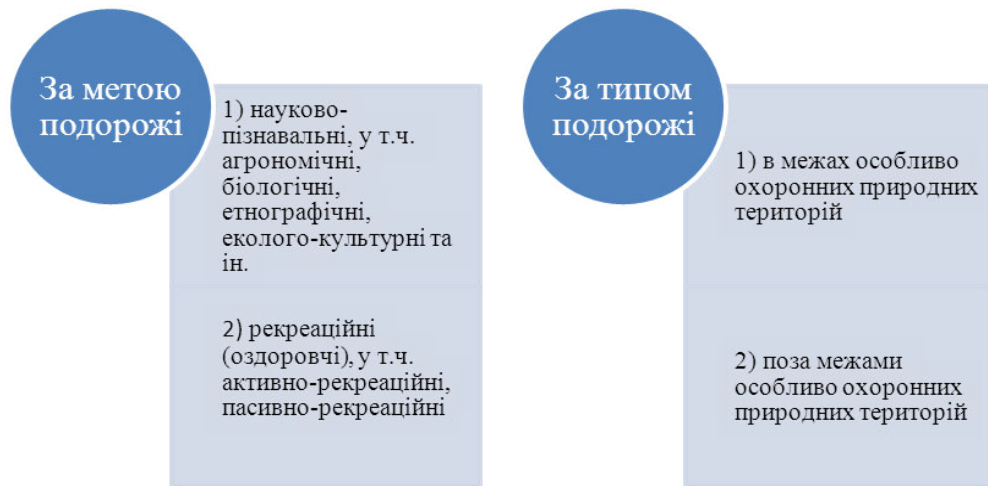 За метою
подорожі
1) науково-
пізнавальні, у т.ч.
агрономічні,
біологічні,
етнографічні,
еколого-культурні та
ін.
2) рекреаційні
(оздоровчі), у т.ч.
активно-рекреаційні,
пасивно-рекреаційні
За типом
подорожі
1) в межах особливо
охоронних природних
територій
2) поза межами
особливо охоронних
природних територій